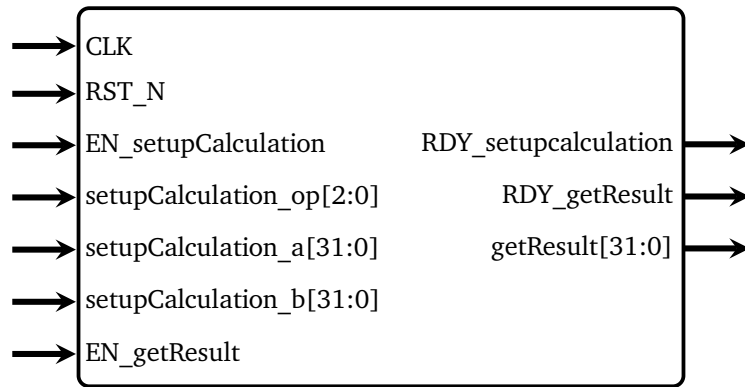 CLK
RST_N
EN_setupCalculation
RDY_setupcalculation
setupCalculation_op[2:0]
RDY_getResult
setupCalculation_a[31:0]
getResult[31:0]
setupCalculation_b[31:0]
EN_getResult